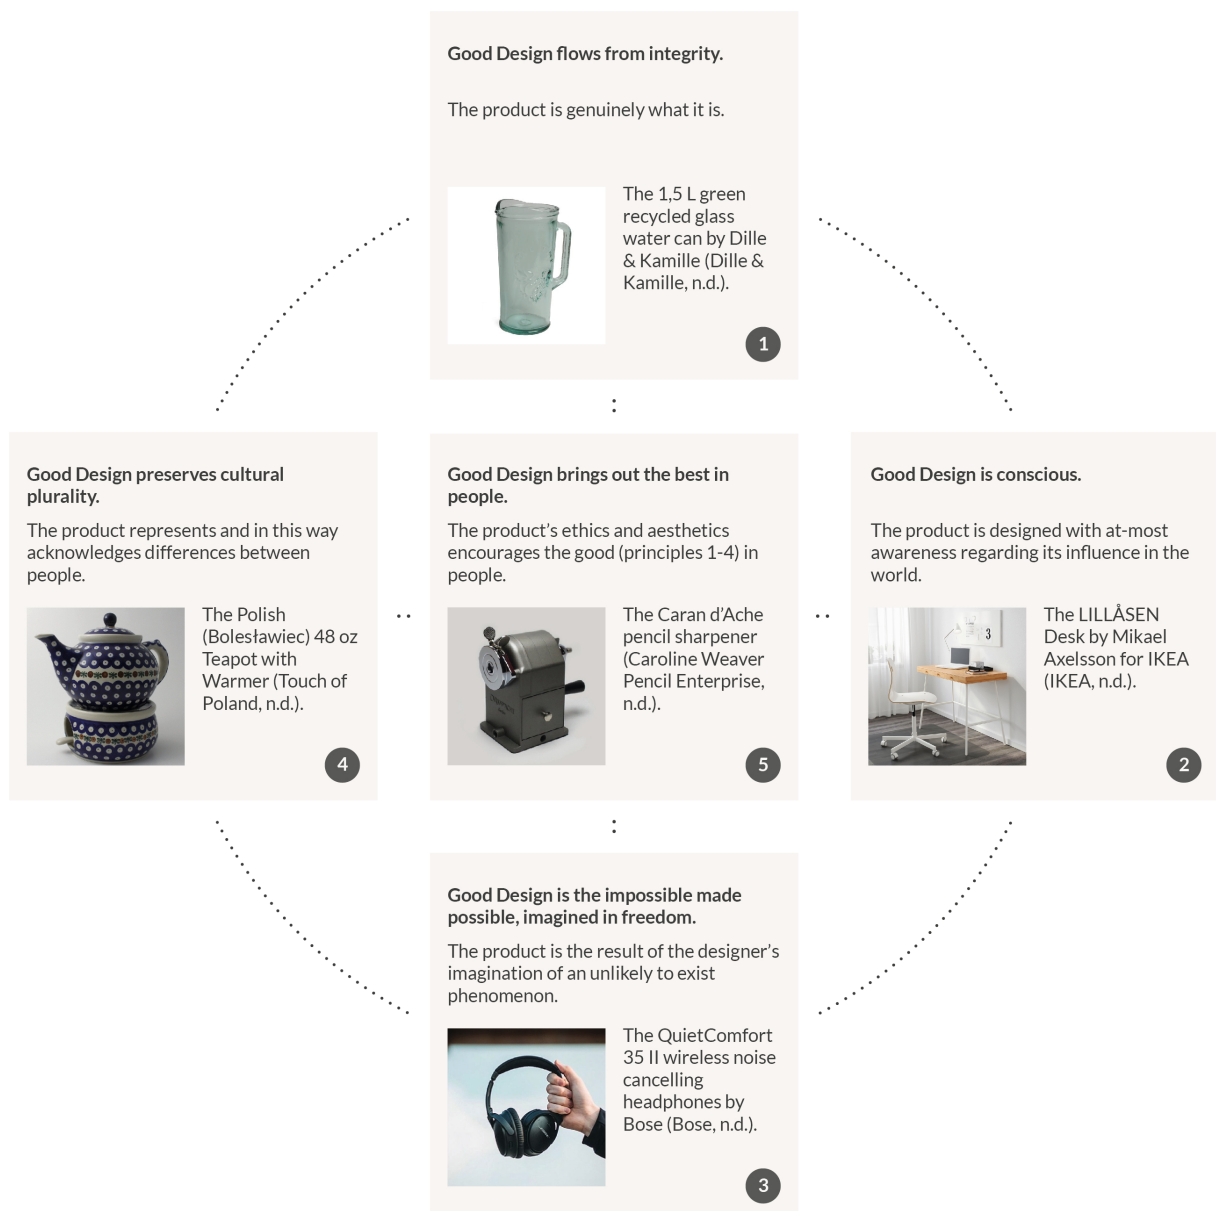 Good Design flows from integrity.
The product is genuinely what it is.
The 1,5 L green
recycled glass
water can by Dille
& Kamille (Dille &
Kamille, n.d.).
1
Good Design preserves cultural
plurality.
The product represents and in this way
acknowledges differences between
people.
The Polish
(Bolesławiec) 48 oz
Teapot with
Warmer (Touch of
Poland, n.d.).
4
Good Design brings out the best in
people.
The product’s ethics and aesthetics
encourages the good (principles 1-4) in
people.
The Caran d’Ache
pencil sharpener
(Caroline Weaver
Pencil Enterprise,
n.d.).
5
Good Design is conscious.
The product is designed with at-most
awareness regarding its influence in the
world.
3
The LILLÅSEN
Desk by Mikael
Axelsson for IKEA
(IKEA, n.d.).
2
Good Design is the impossible made
possible, imagined in freedom.
The product is the result of the designer’s
imagination of an unlikely to exist
phenomenon.
The QuietComfort
35 II wireless noise
cancelling
headphones by
Bose (Bose, n.d.).
3